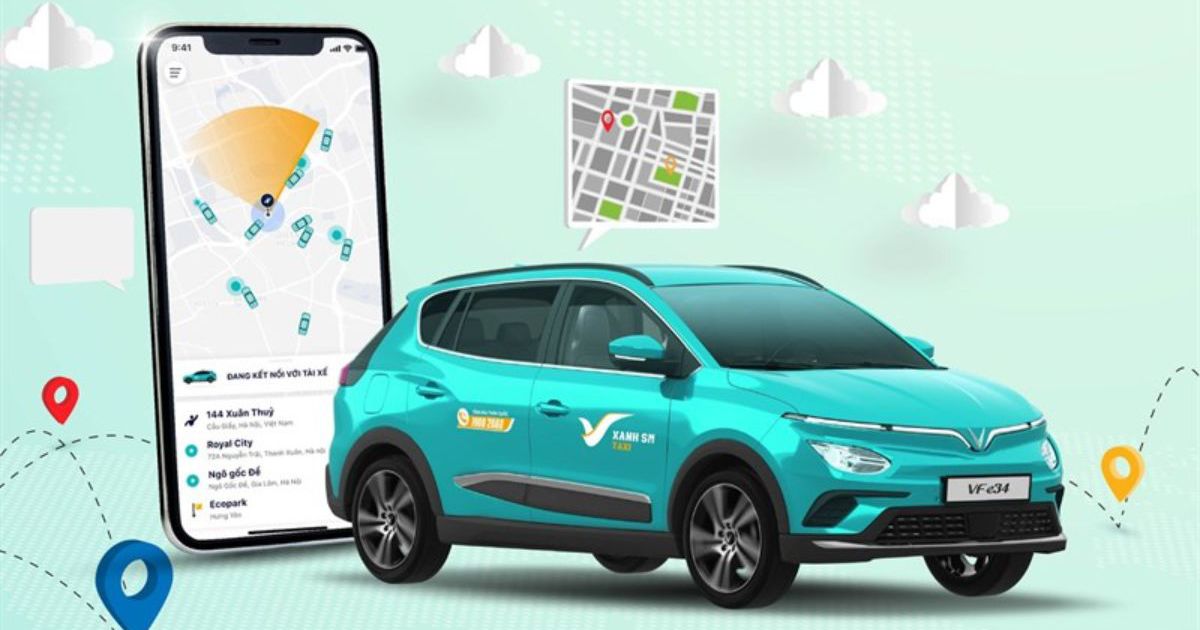 9:41
ĐANG KẾT NỐI VỚI TÀI XẾ
144 Xuân Thuỷ
Cầu Giấy, Hà Nội, Việt Nam
Royal City
72A Nguyễn Trãi, Thanh Xuân, Hà Nội
Ngõ gốc Đề
Ngõ Gốc Đề, Gia Lâm, Hà Nội
Ecopark
Hưng Yên
1900 2088
XANH SM
TAXI
VF e34